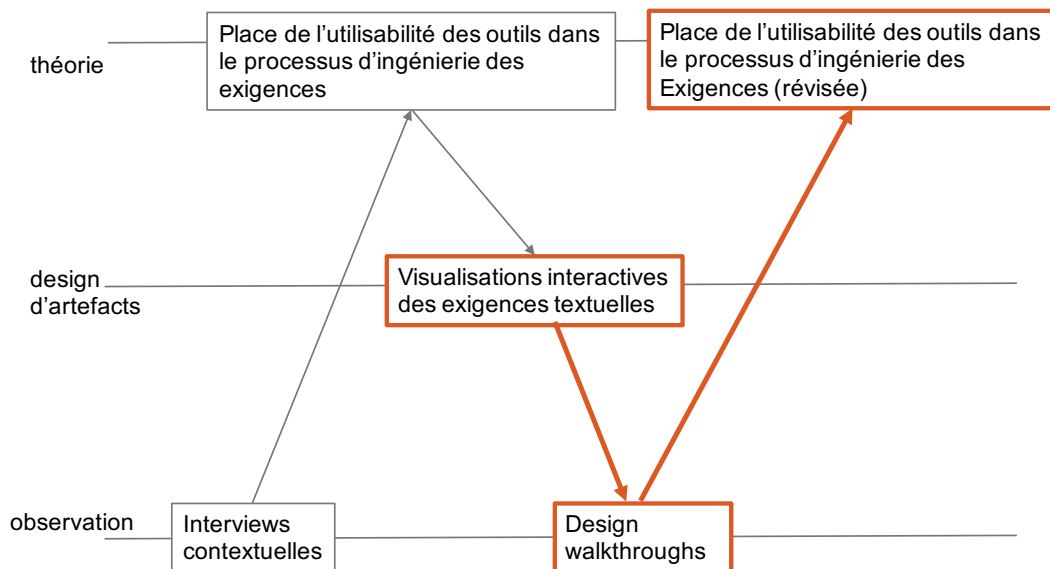 théorie
Place de l’utilisabilité des outils dans
le processus d’ingénierie des
exigences
Place de l’utilisabilité des outils dans
le processus d’ingénierie des
Exigences (révisée)
design
d’artefacts
Visualisations interactives
des exigences textuelles
observation
Interviews
contextuelles
Design
walkthroughs